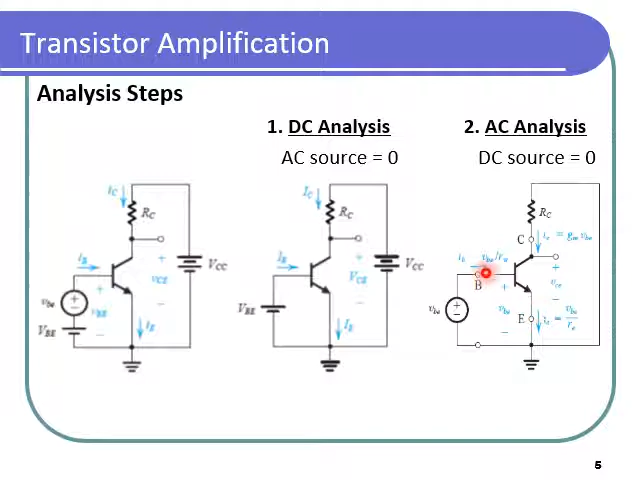 Transistor Amplification
Analysis Steps
1. DC Analysis
AC source = 0
2. AC Analysis
DC source = 0
i_C
R_C
i_B
v_CE
V_CC
v_be
v_BE
V_BE
i_E
I_C
R_C
I_B
V_CE
V_CC
V_BE
I_E
R_C
C
i_c = g_m v_be
i_b
v_be/r_π
B
v_ce
v_be
v_be
E
i_e = v_be / r_e
5